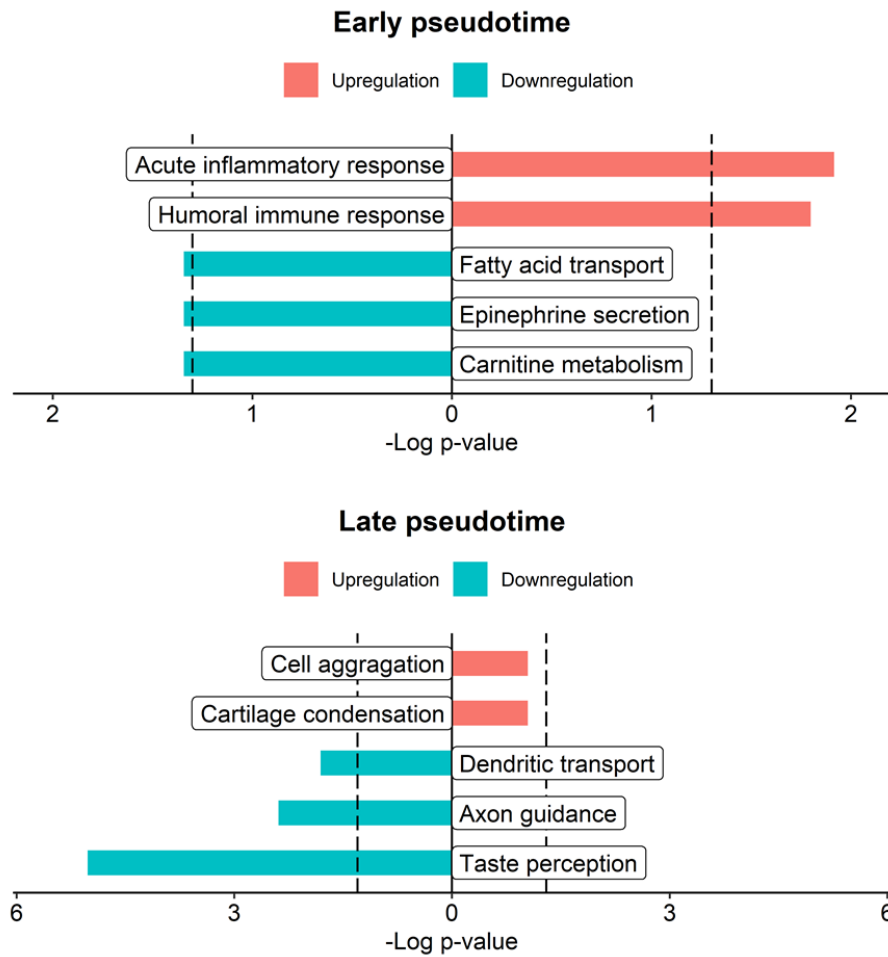 Early pseudotime
Upregulation Downregulation
Acute inflammatory response
Humoral immune response
Fatty acid transport
Epinephrine secretion
Carnitine metabolism
2 1 0 1 2
-Log p-value
Late pseudotime
Upregulation Downregulation
Cell aggragation
Cartilage condensation
Dendritic transport
Axon guidance
Taste perception
6 3 0 3 6
-Log p-value